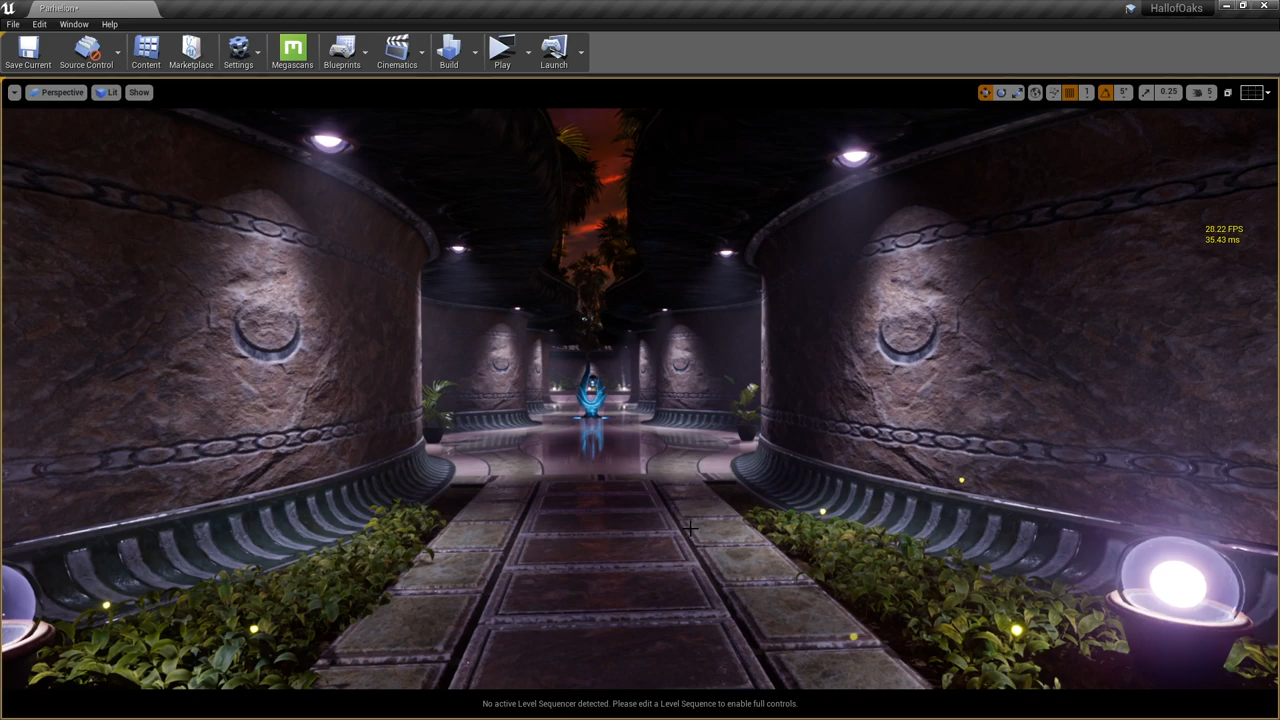 Parhelion*
HallofOaks
File Edit Window Help
Save Current Source Control Content Marketplace Settings Megascans Blueprints Cinematics Build Play Launch
Perspective Lit Show 1 5° 0.25 5
28.22 FPS
35.43 ms
No active Level Sequencer detected. Please edit a Level Sequence to enable full controls.